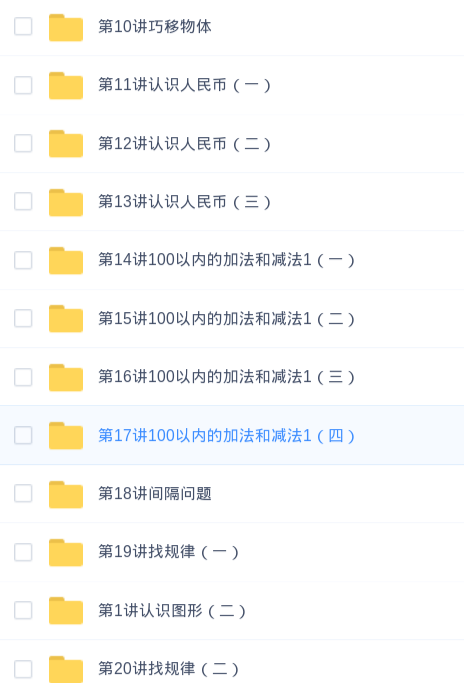 第10讲巧移物体
第11讲认识人民币（一）
第12讲认识人民币（二）
第13讲认识人民币（三）
第14讲100以内的加法和减法1（一）
第15讲100以内的加法和减法1（二）
第16讲100以内的加法和减法1（三）
第17讲100以内的加法和减法1（四）
第18讲间隔问题
第19讲找规律（一）
第1讲认识图形（二）
第20讲找规律（二）